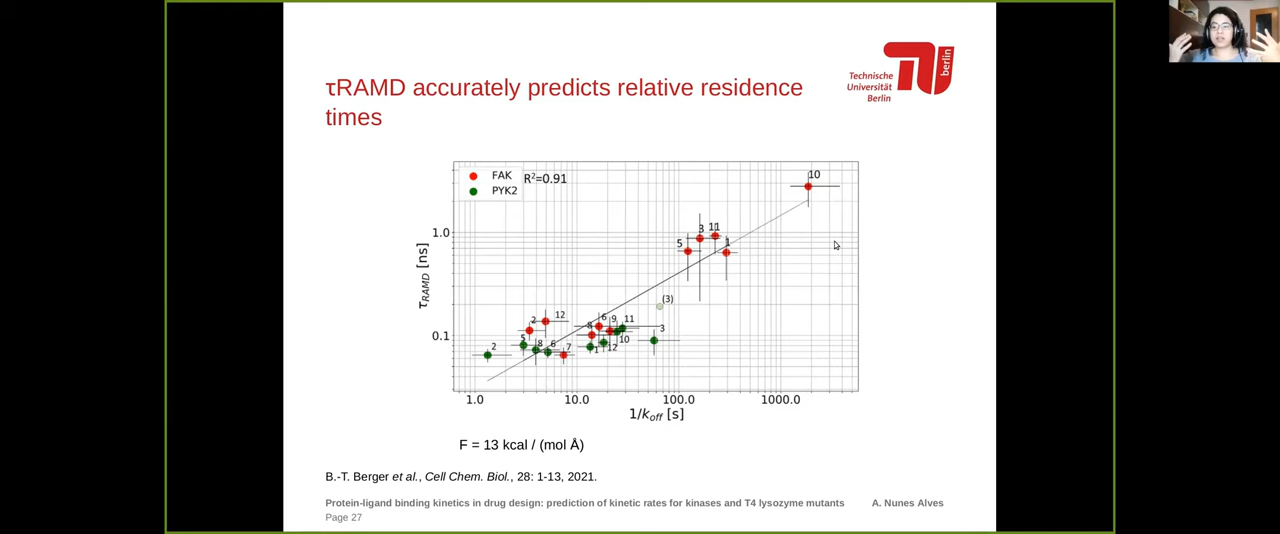 τRAMD accurately predicts relative residence
times
Technische
Universität
Berlin
berlin
FAK
PYK2
R²=0.91
10
3
11
5
1
(3)
12
2
6
9
11
8
3
5
10
2
8
6
7
1
12
1.0
0.1
τRAMD [ns]
1.0
10.0
100.0
1000.0
1/koff [s]
F = 13 kcal / (mol Å)
B.-T. Berger et al., Cell Chem. Biol., 28: 1-13, 2021.
Protein-ligand binding kinetics in drug design: prediction of kinetic rates for kinases and T4 lysozyme mutants A. Nunes Alves
Page 27